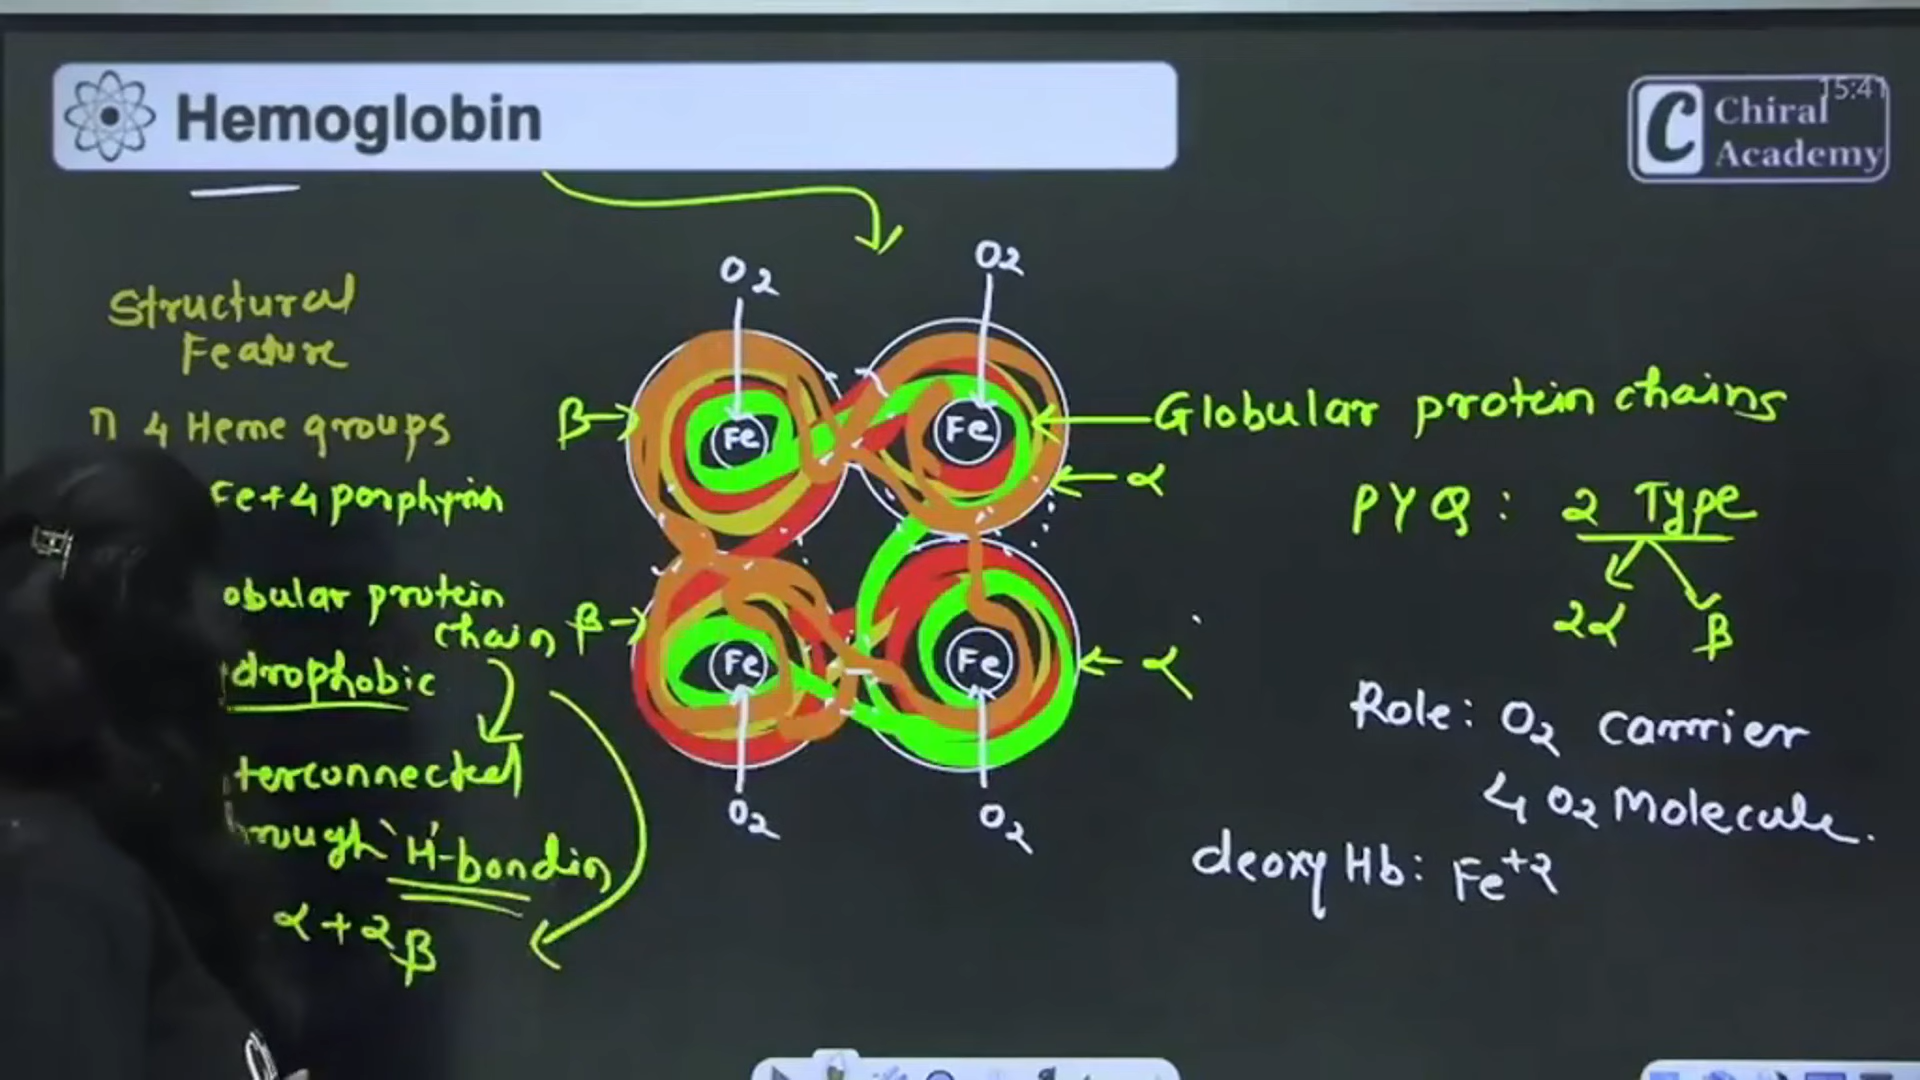 Hemoglobin
15:41
Chiral
Academy
Structural
Feature
4 Heme groups
Fe+4 porphyrin
obular protein
chain
drophobic
terconnected
rough 'H'-bonding
α+2β
O2
O2
β
Fe
Fe
Globular protein chains
α
β
Fe
Fe
α
O2
O2
PYQ: 2 Type
2α
β
Role: O2 carrier
4 O2 Molecule.
deoxy Hb: Fe+2